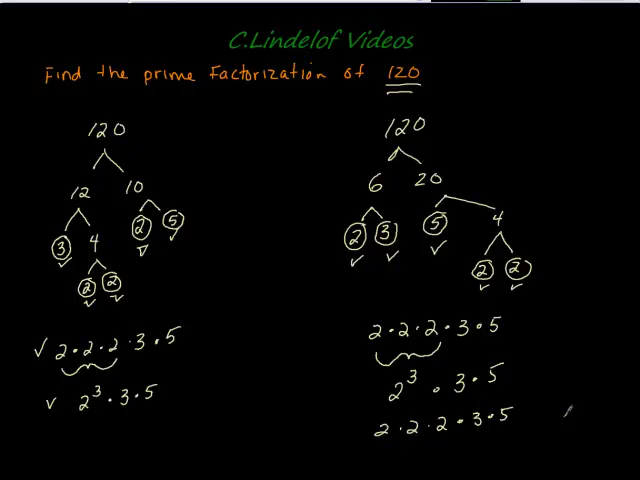 C.Lindelof Videos
Find the prime Factorization of 120
120
12 10
3 4 2 5
2 2
2 · 2 · 2 · 3 · 5
2³ · 3 · 5
120
6 20
2 3 5 4
2 2
2 · 2 · 2 · 3 · 5
2³ · 3 · 5
2 · 2 · 2 · 3 · 5